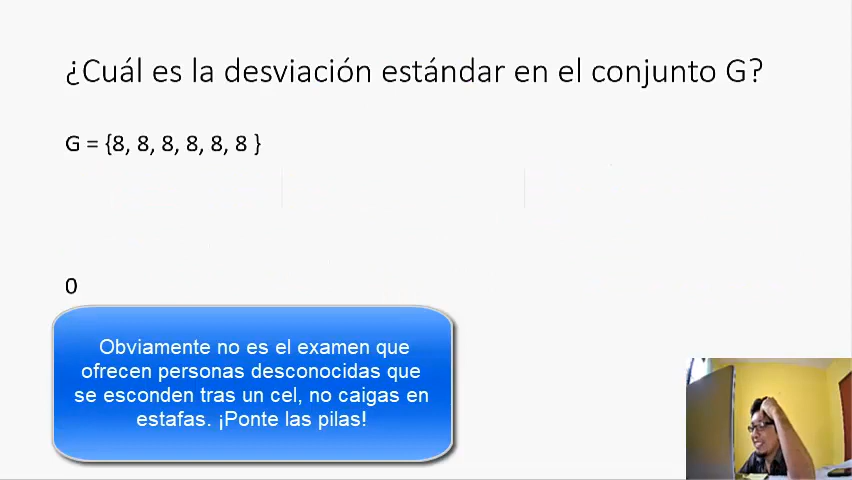 ¿Cuál es la desviación estándar en el conjunto G?
G = {8, 8, 8, 8, 8, 8 }
0
Obviamente no es el examen que
ofrecen personas desconocidas que
se esconden tras un cel, no caigas en
estafas. ¡Ponte las pilas!